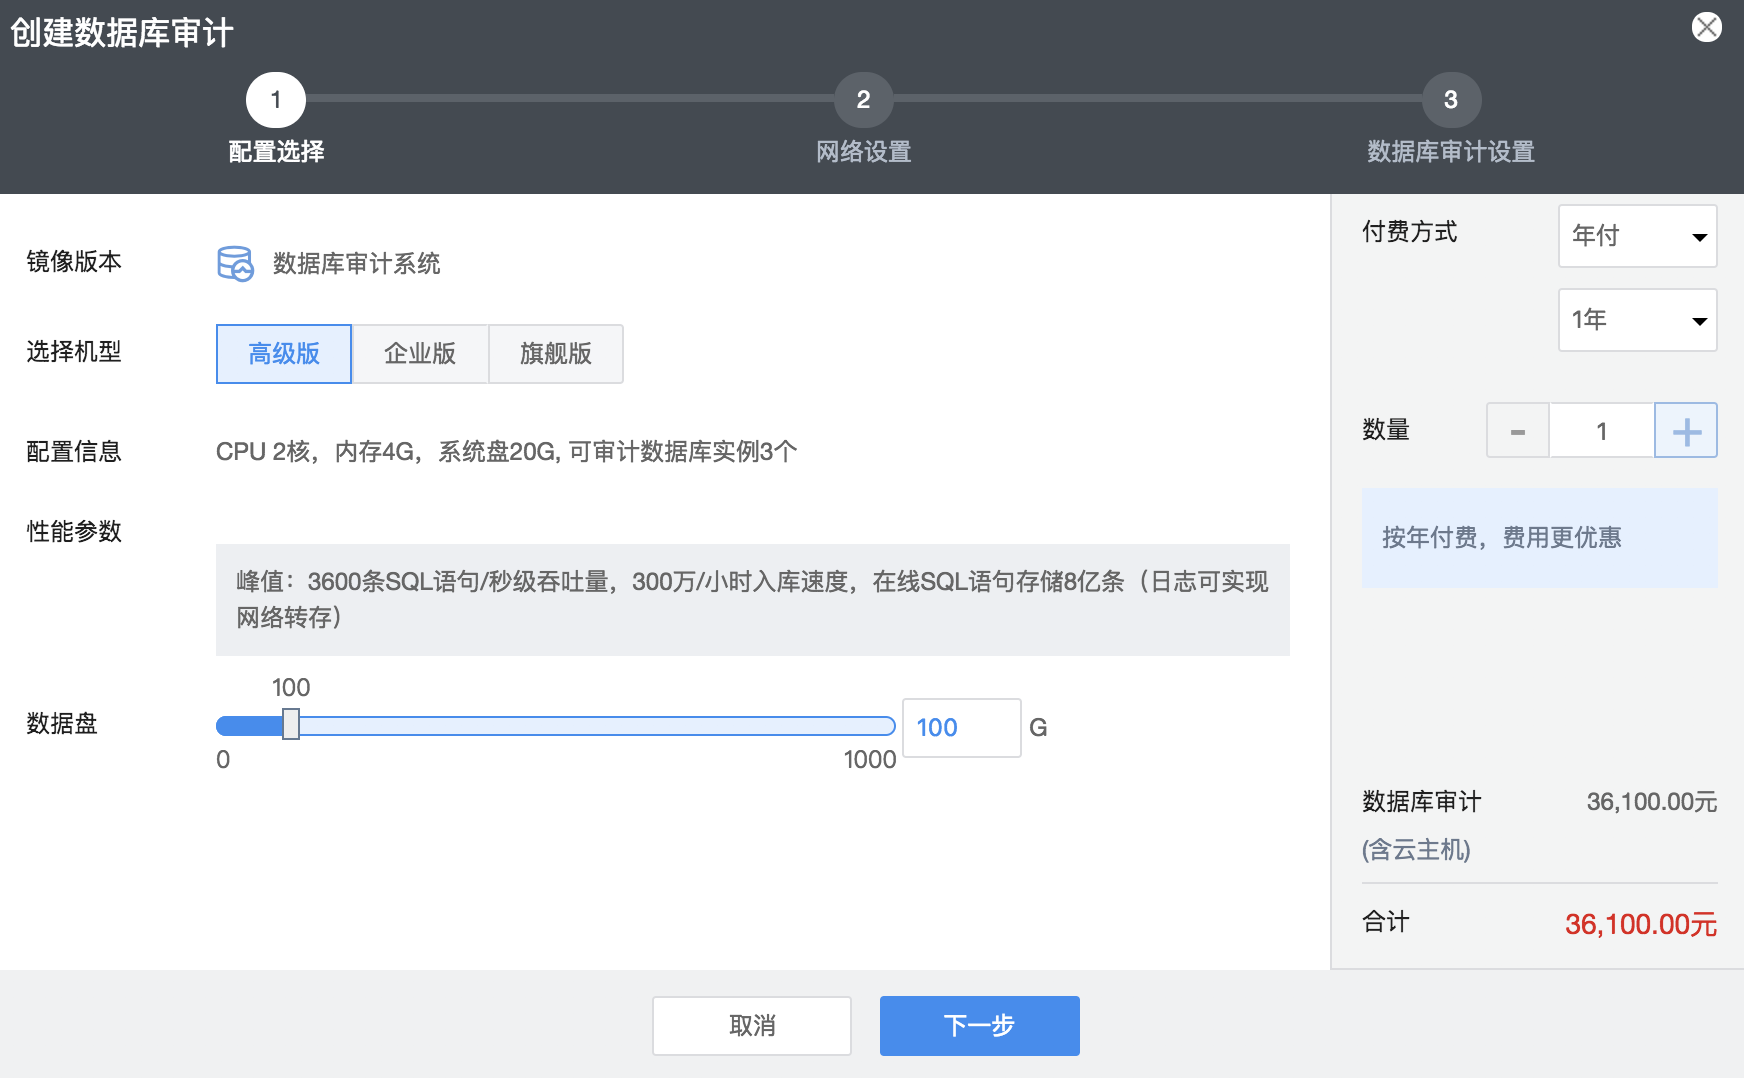 创建数据库审计
1
2
3
配置选择
网络设置
数据库审计设置
镜像版本
数据库审计系统
选择机型
高级版
企业版
旗舰版
配置信息
CPU 2核，内存4G，系统盘20G, 可审计数据库实例3个
性能参数
峰值：3600条SQL语句/秒级吞吐量，300万/小时入库速度，在线SQL语句存储8亿条（日志可实现
网络转存）
100
数据盘
100
G
0
1000
付费方式
年付
1年
数量
-
1
+
按年付费，费用更优惠
数据库审计
36,100.00元
(含云主机)
合计
36,100.00元
取消
下一步